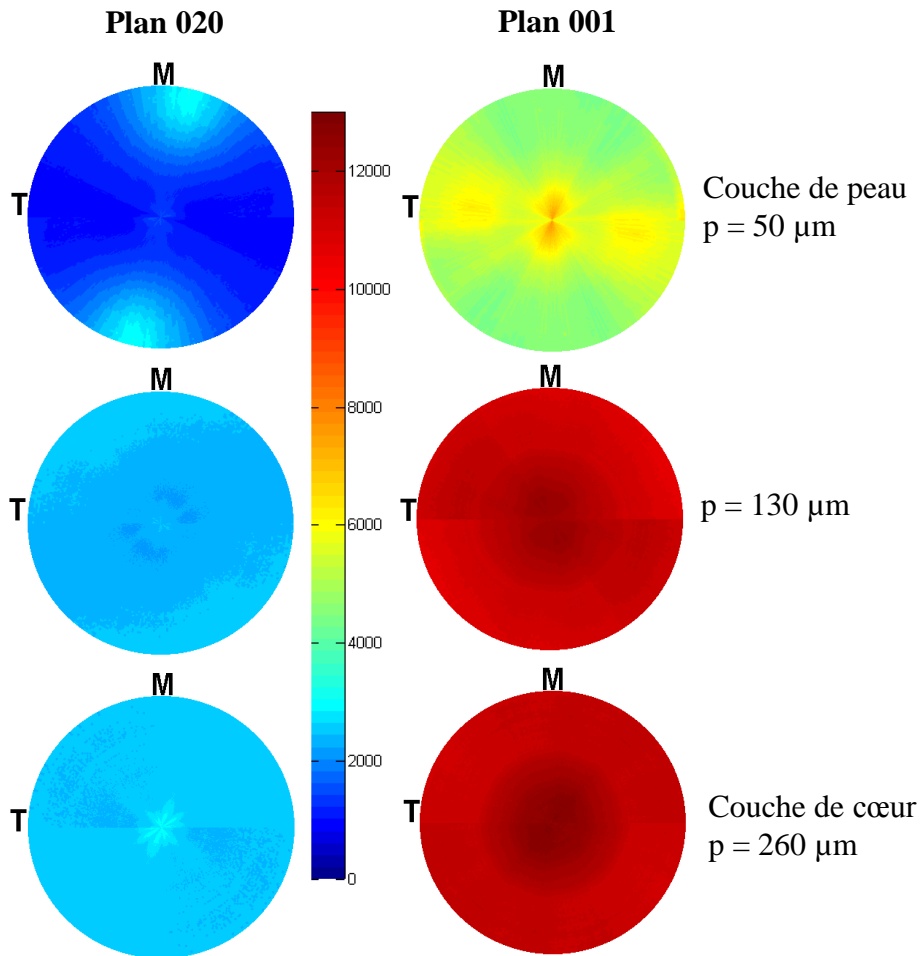 Plan 020
Plan 001
M
M
T
T
Couche de peau
p = 50 µm
12000
10000
8000
6000
4000
2000
0
M
M
T
T
p = 130 µm
M
M
T
T
Couche de cœur
p = 260 µm